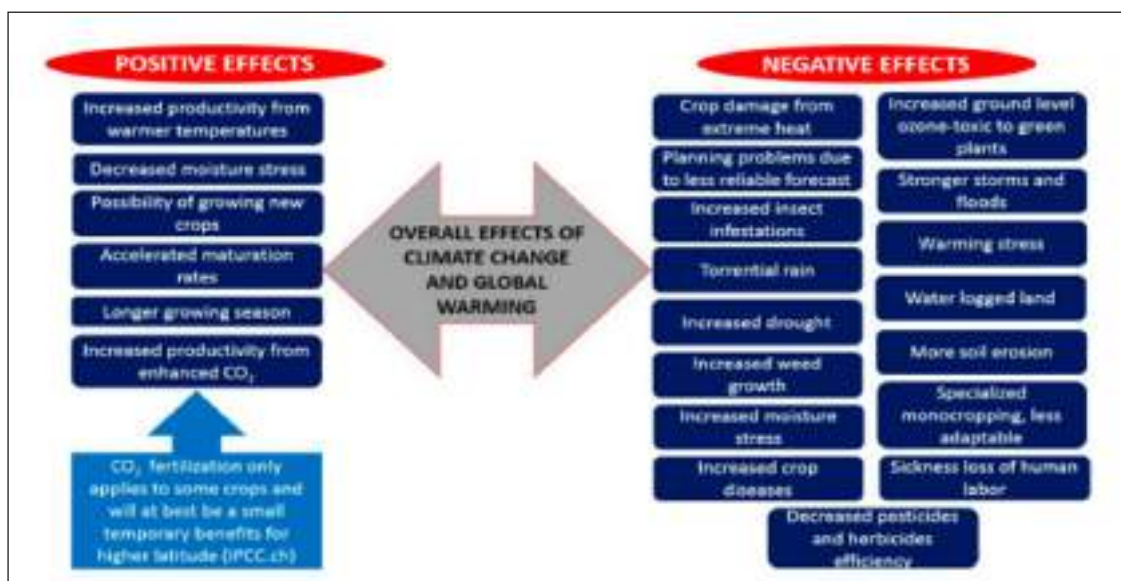 POSITIVE EFFECTS
Increased productivity from
warmer temperatures
Decreased moisture stress
Possibility of growing new
crops
Accelerated maturation
rates
Longer growing season
Increased productivity from
enhanced CO₂
CO₂ fertilization only
applies to some crops and
will at best be a small
temporary benefits for
higher latitude (IPCC.ch)
OVERALL EFFECTS OF
CLIMATE CHANGE
AND GLOBAL
WARMING
NEGATIVE EFFECTS
Crop damage from
extreme heat
Planning problems due
to less reliable forecast
Increased insect
infestations
Torrential rain
Increased drought
Increased weed
growth
Increased moisture
stress
Increased crop
diseases
Increased ground level
ozone-toxic to green
plants
Stronger storms and
floods
Warming stress
Water logged land
More soil erosion
Specialized
monocropping, less
adaptable
Sickness loss of human
labor
Decreased pesticides
and herbicides
efficiency